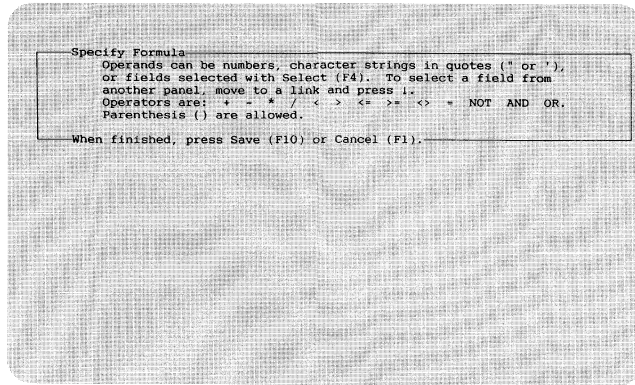 Specify Formula
Operands can be numbers, character strings in quotes (" or '),
or fields selected with Select (F4). To select a field from
another panel, move to a link and press ↓.
Operators are: + - * / < > <= >= <> = NOT AND OR.
Parenthesis () are allowed.
When finished, press Save (F10) or Cancel (F1).